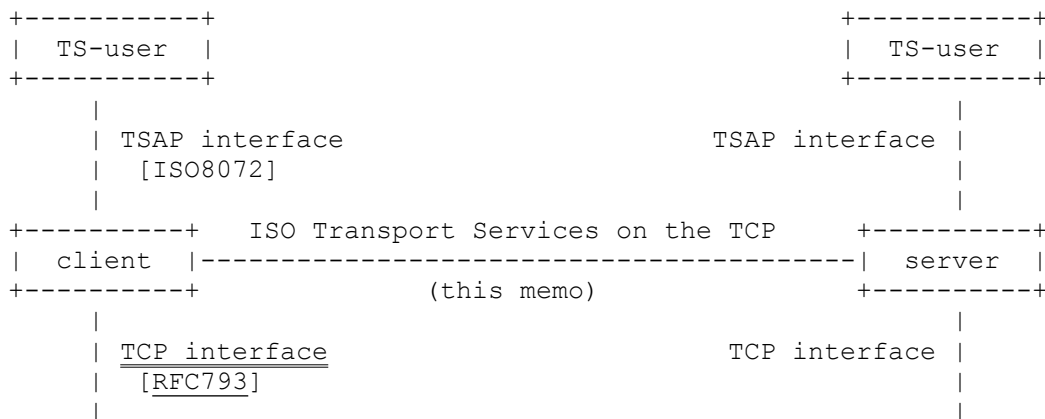 +-----------+                                       +-----------+
|  TS-user  |                                       |  TS-user  |
+-----------+                                       +-----------+
     |                                                     |
     | TSAP interface                       TSAP interface |
     |  [ISO8072]                                          |
     |                                                     |
+----------+   ISO Transport Services on the TCP     +----------+
|  client  |-----------------------------------------|  server  |
+----------+              (this memo)                +----------+
     |                                                     |
     | TCP interface                         TCP interface |
     |  [RFC793]                                           |
     |                                                     |